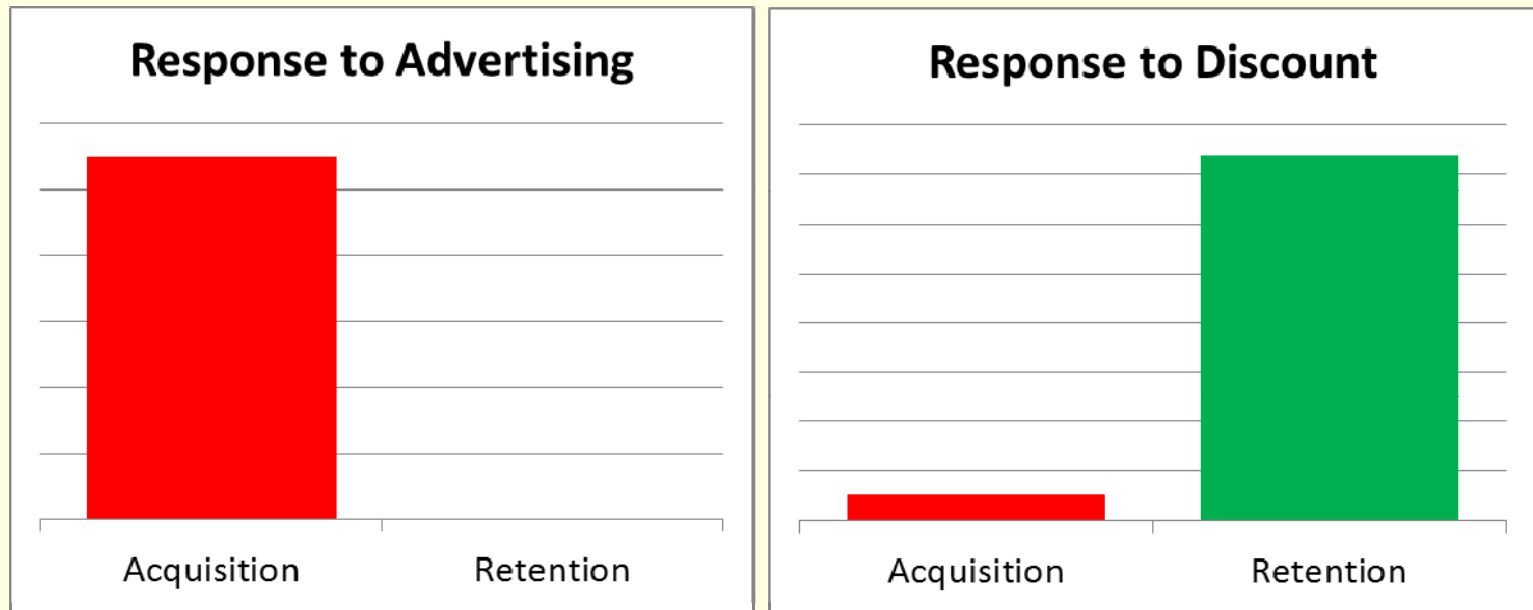 Response to Advertising
Acquisition
Retention
Response to Discount
Acquisition
Retention